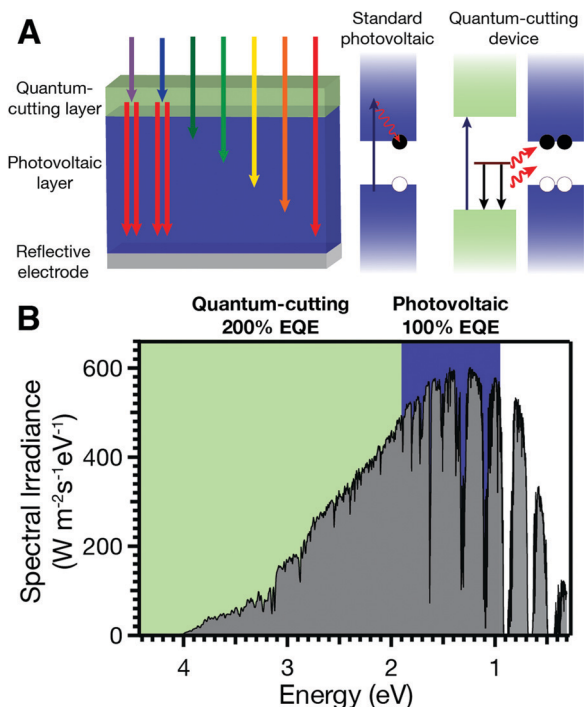 A
Standard
photovoltaic
Quantum-cutting
device
Quantum-
cutting layer
Photovoltaic
layer
Reflective
electrode
B
Quantum-cutting
200% EQE
Photovoltaic
100% EQE
Spectral Irradiance
(W m⁻²s⁻¹eV⁻¹)
600
400
200
0
4
3
2
1
Energy (eV)